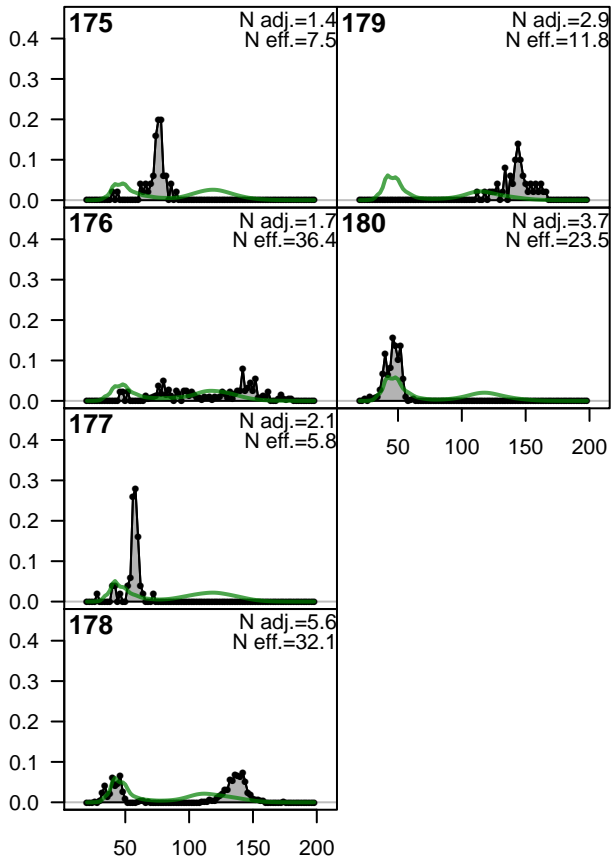 175
N adj.=1.4
N eff.=7.5
179
N adj.=2.9
N eff.=11.8
0.4
0.3
0.2
0.1
0.0
176
N adj.=1.7
N eff.=36.4
180
N adj.=3.7
N eff.=23.5
0.4
0.3
0.2
0.1
0.0
50 100 150 200
177
N adj.=2.1
N eff.=5.8
0.4
0.3
0.2
0.1
0.0
178
N adj.=5.6
N eff.=32.1
0.4
0.3
0.2
0.1
0.0
50 100 150 200